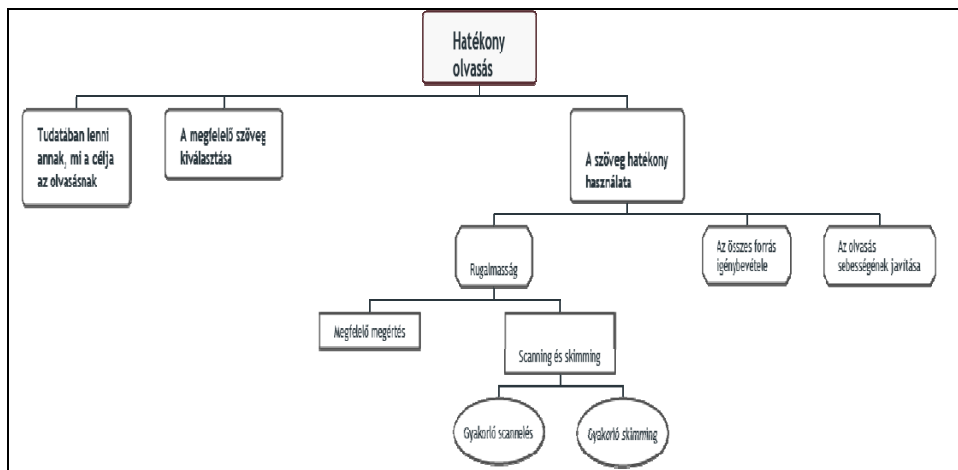 Hatékony
olvasás
Tudatában lenni
annak, mi a célja
az olvasásnak
A megfelelő szöveg
kiválasztása
A szöveg hatékony
használata
Rugalmasság
Az összes forrás
igénybevétele
Az olvasás
sebességének javítása
Megfelelő megértés
Scanning és skimming
Gyakorló scannelés
Gyakorló skimming